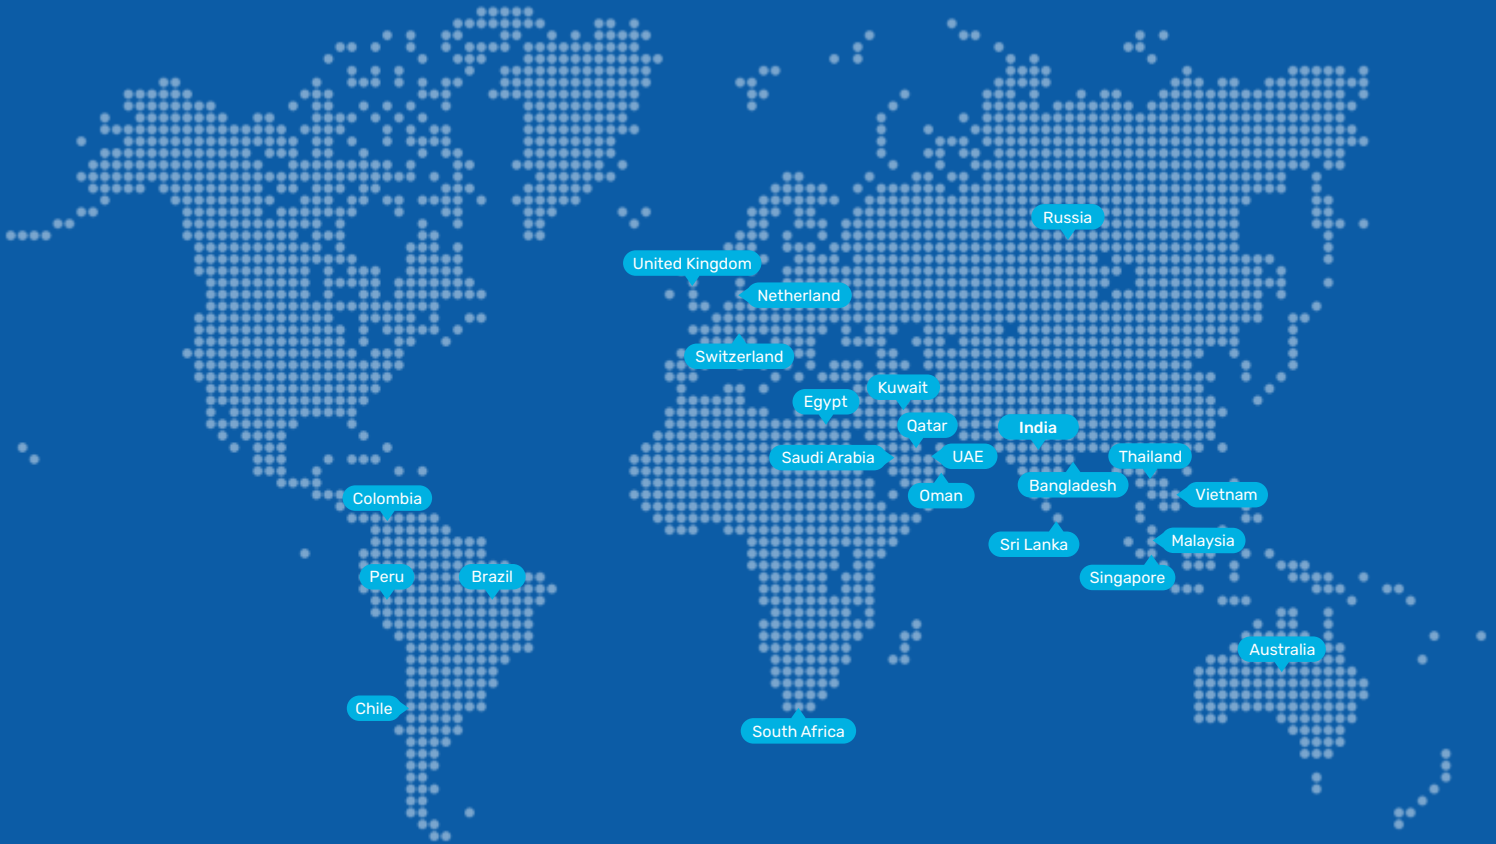 Russia
United Kingdom
Netherland
Switzerland
Kuwait
Egypt
Qatar
India
Saudi Arabia
UAE
Thailand
Bangladesh
Oman
Vietnam
Colombia
Sri Lanka
Malaysia
Singapore
Peru
Brazil
Australia
Chile
South Africa